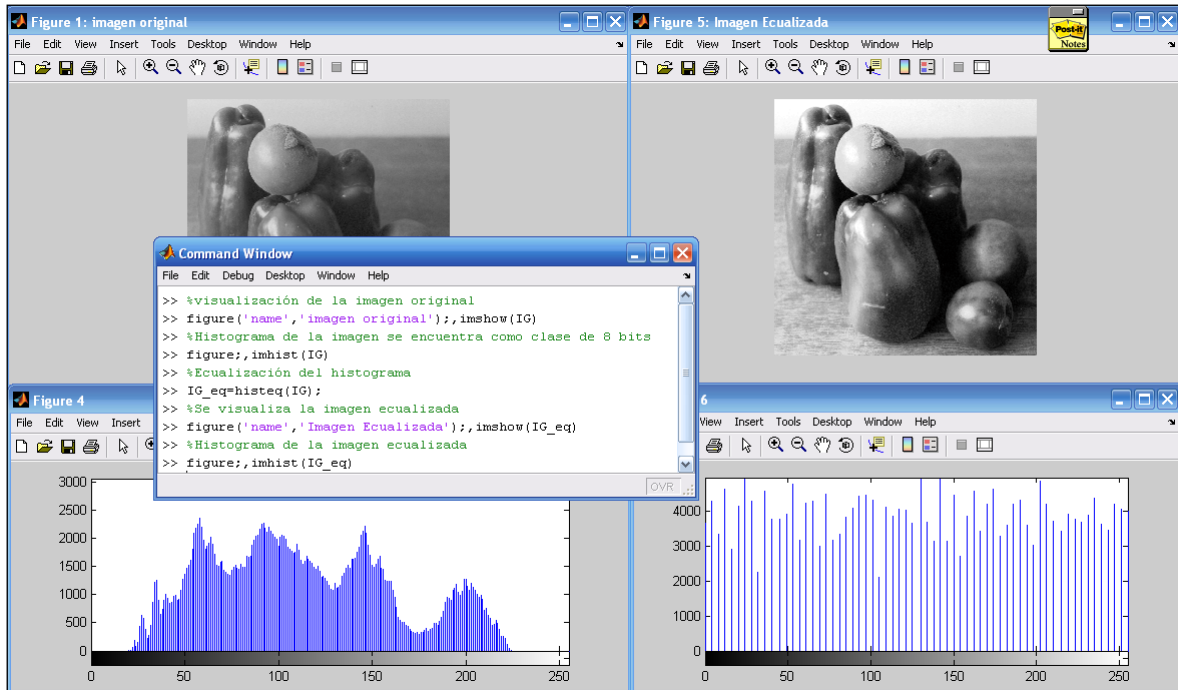 Figure 1: imagen original
File Edit View Insert Tools Desktop Window Help
Figure 5: Imagen Ecualizada
Post-it
Notes
File Edit View Insert Tools Desktop Window Help
Command Window
File Edit Debug Desktop Window Help
>> %visualización de la imagen original
>> figure('name','imagen original');,imshow(IG)
>> %Histograma de la imagen se encuentra como clase de 8 bits
>> figure;,imhist(IG)
>> %Ecualización del histograma
>> IG_eq=histeq(IG);
>> %Se visualiza la imagen ecualizada
>> figure('name','Imagen Ecualizada');,imshow(IG_eq)
>> %Histograma de la imagen ecualizada
>> figure;,imhist(IG_eq)
OVR
Figure 4
File Edit View Insert
3000
2500
2000
1500
1000
500
0
0 50 100 150 200 250
6
View Insert Tools Desktop Window Help
4000
3000
2000
1000
0
0 50 100 150 200 250